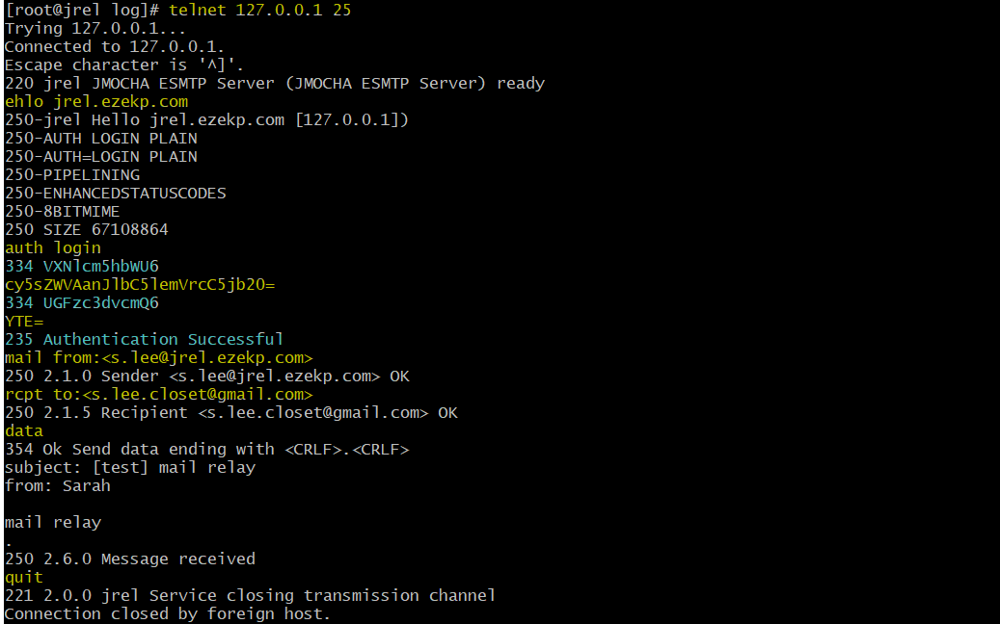 [root@jrel log]# telnet 127.0.0.1 25
Trying 127.0.0.1...
Connected to 127.0.0.1.
Escape character is '^]'.
220 jrel JMOCHA ESMTP Server (JMOCHA ESMTP Server) ready
ehlo jrel.ezekp.com
250-jrel Hello jrel.ezekp.com [127.0.0.1])
250-AUTH LOGIN PLAIN
250-AUTH=LOGIN PLAIN
250-PIPELINING
250-ENHANCEDSTATUSCODES
250-8BITMIME
250 SIZE 67108864
auth login
334 VXNlcm5hbWU6
cy5sZWVAanJlbC5lemVrcC5jb20=
334 UGFzc3dvcmQ6
YTE=
235 Authentication Successful
mail from:<s.lee@jrel.ezekp.com>
250 2.1.0 Sender <s.lee@jrel.ezekp.com> OK
rcpt to:<s.lee.closet@gmail.com>
250 2.1.5 Recipient <s.lee.closet@gmail.com> OK
data
354 Ok Send data ending with <CRLF>.<CRLF>
subject: [test] mail relay
from: Sarah

mail relay
.
250 2.6.0 Message received
quit
221 2.0.0 jrel Service closing transmission channel
Connection closed by foreign host.